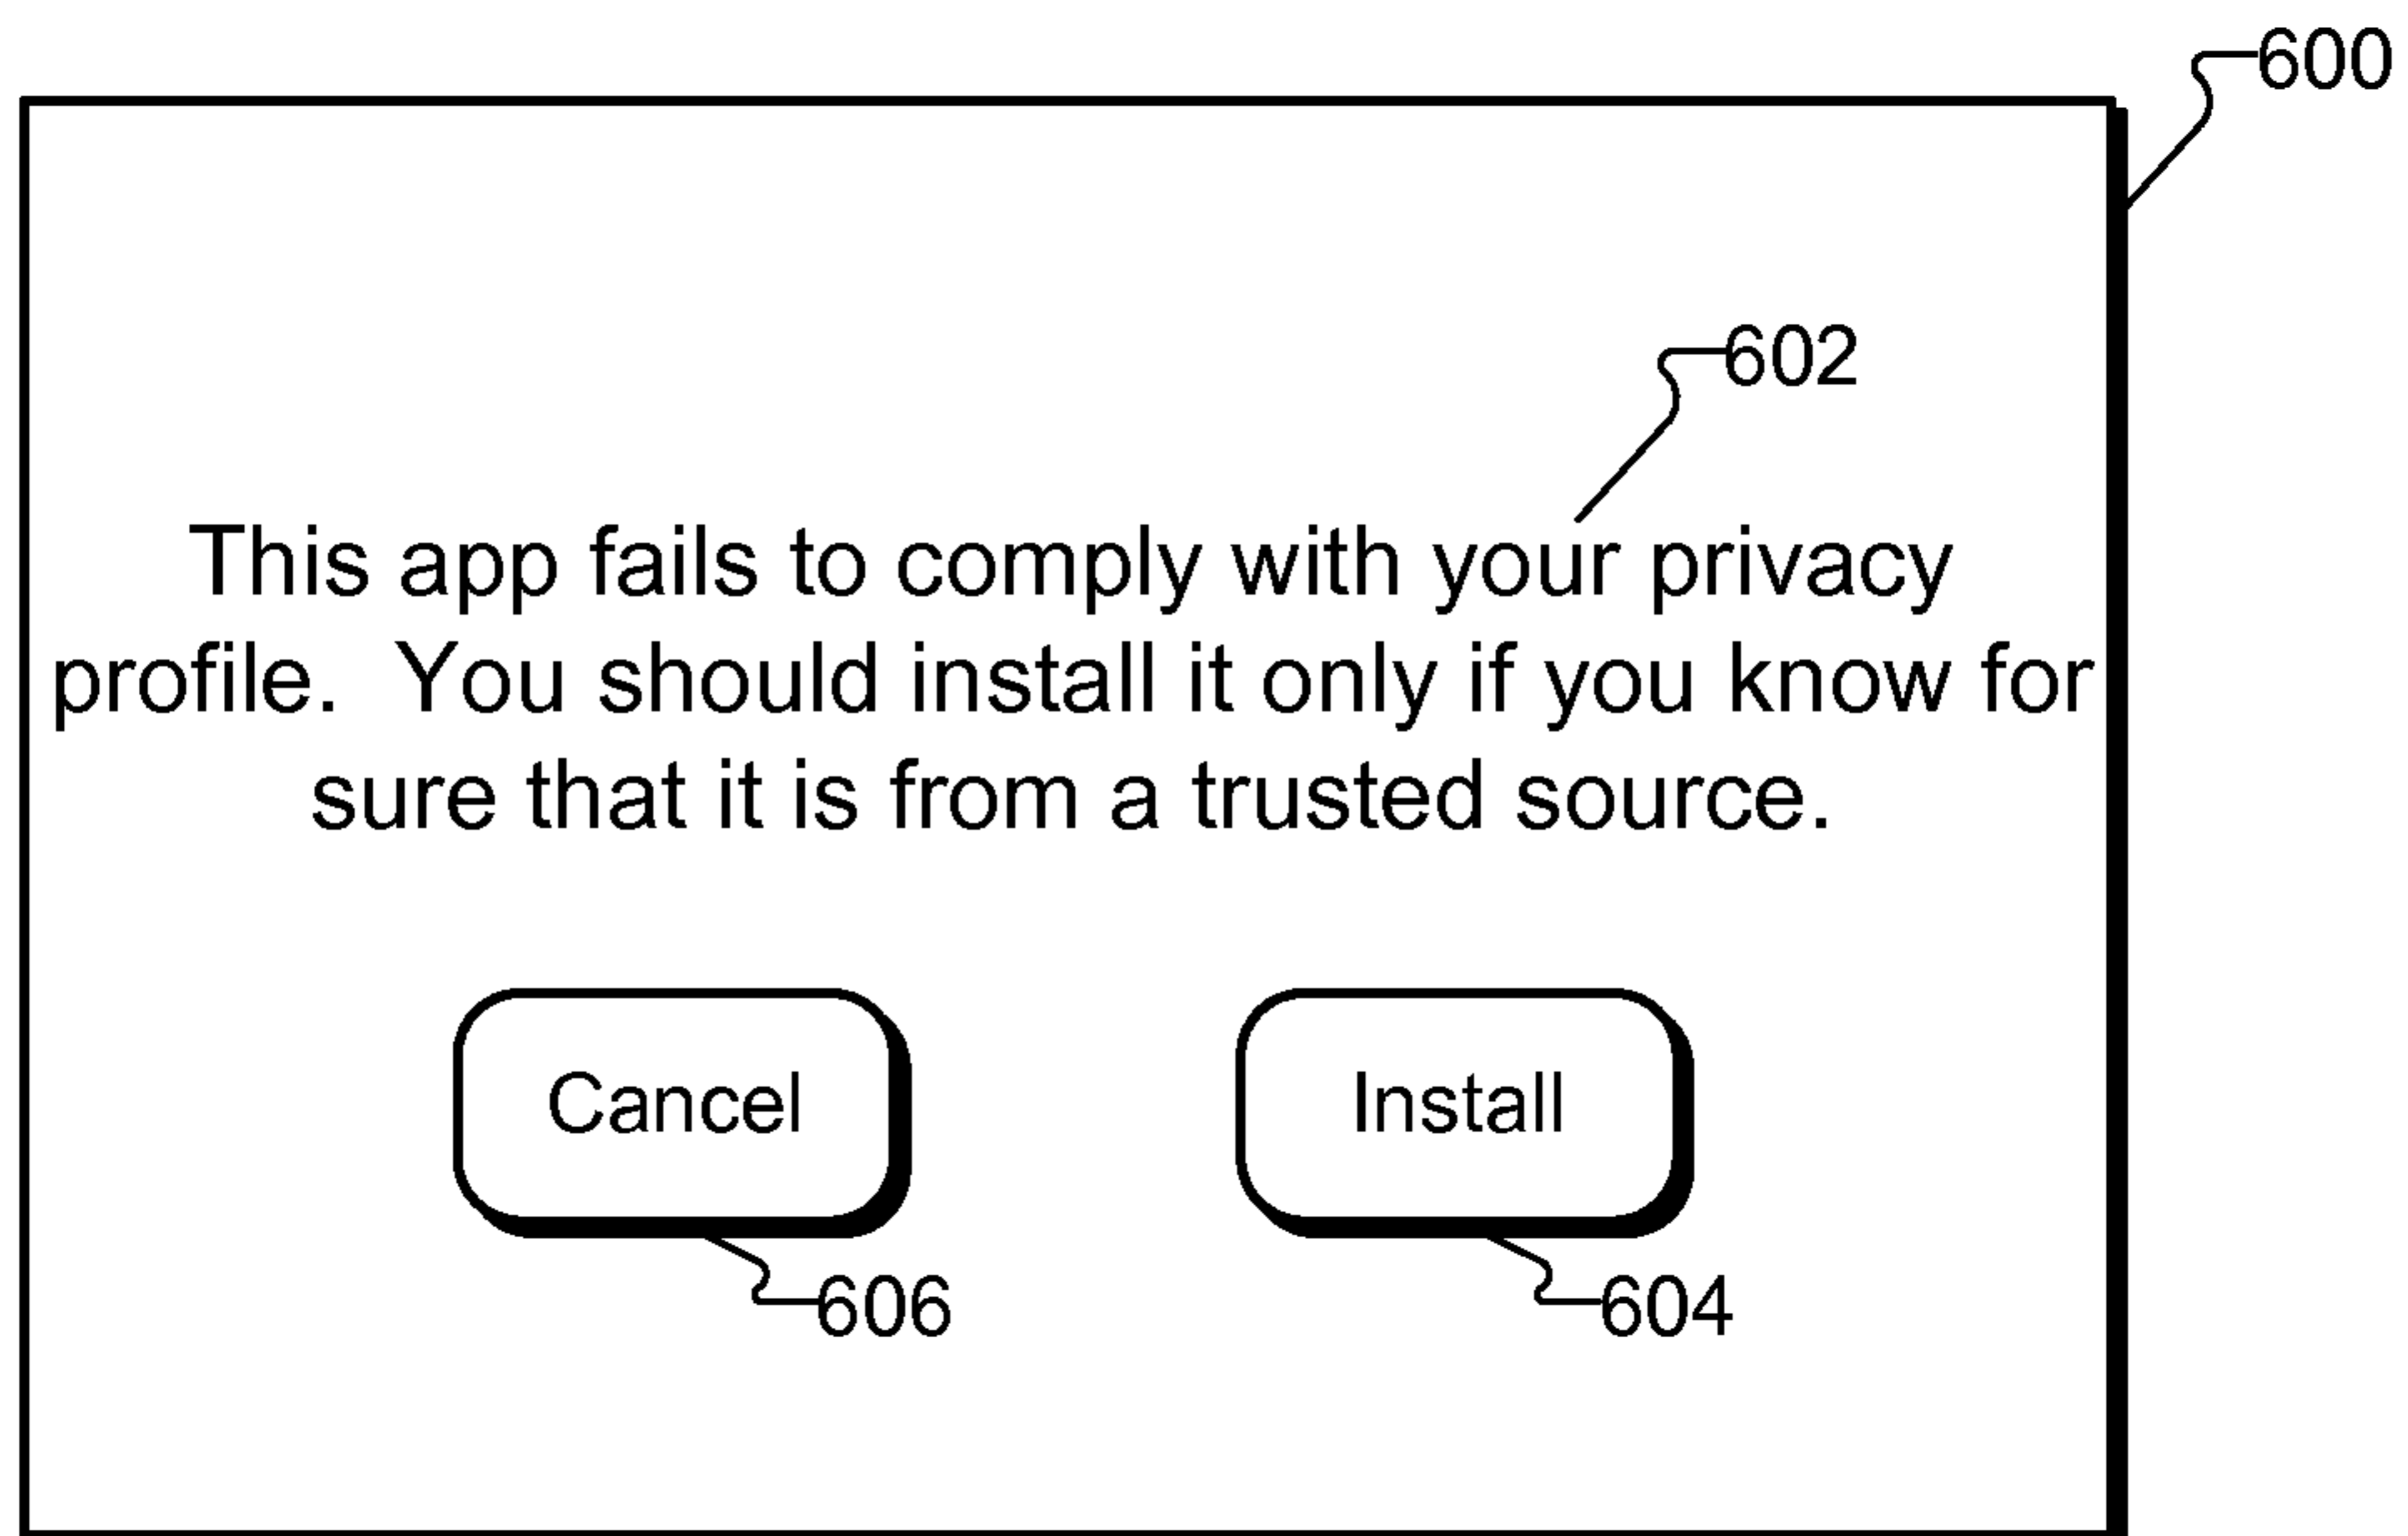 600
602
This app fails to comply with your privacy
profile. You should install it only if you know for
sure that it is from a trusted source.
Cancel
Install
606
604